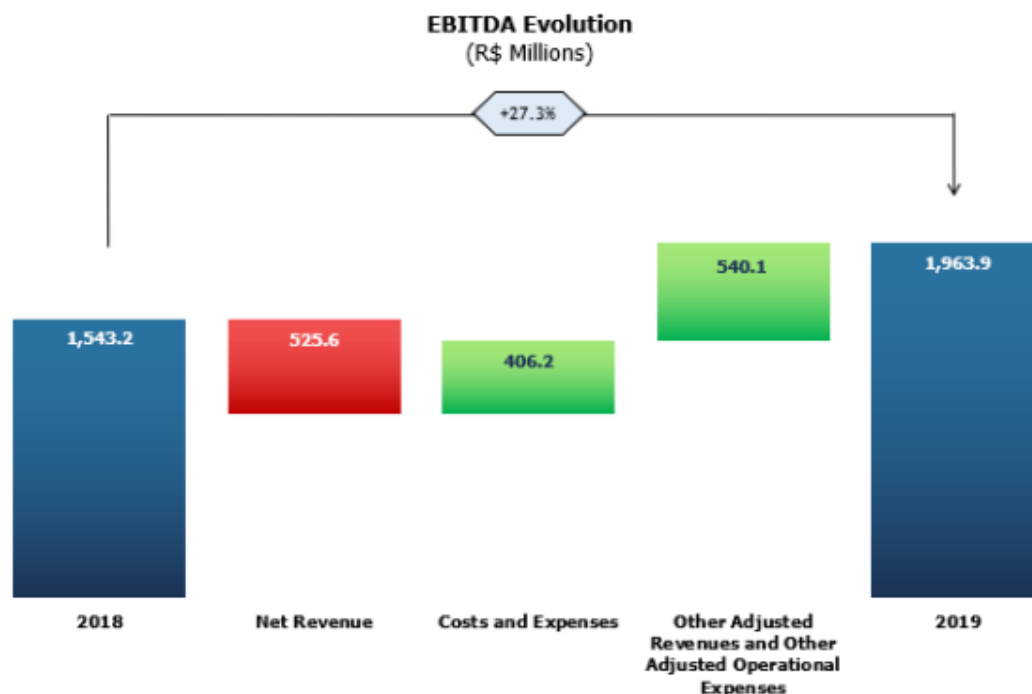 EBITDA Evolution
(R$ Millions)
+27.3%
1,543.2
525.6
406.2
540.1
1,963.9
2018
Net Revenue
Costs and Expenses
Other Adjusted
Revenues and Other
Adjusted Operational
Expenses
2019